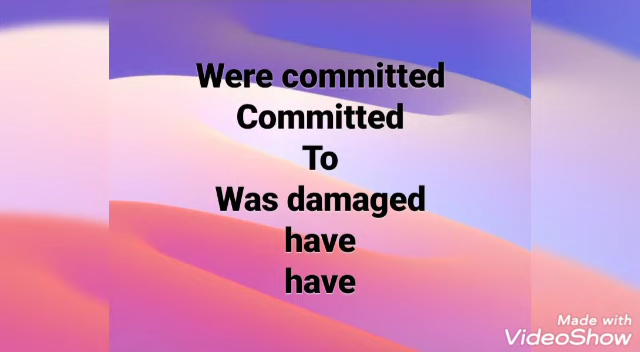 Were committed
Committed
To
Was damaged
have
have
Made with
VideoShow